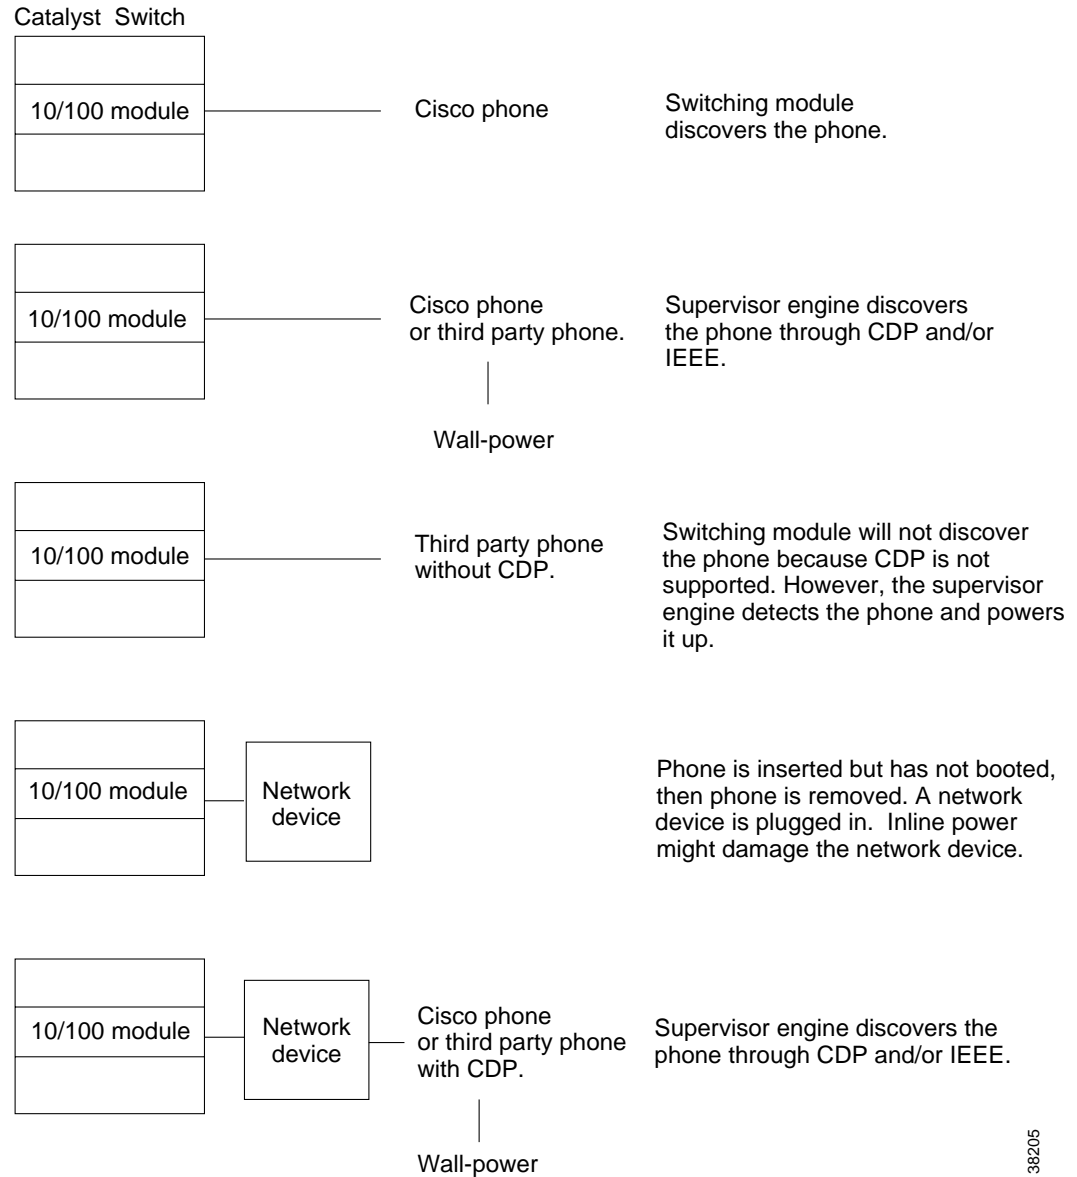 Catalyst Switch
10/100 module
Cisco phone
Switching module
discovers the phone.
10/100 module
Cisco phone
or third party phone.
Wall-power
Supervisor engine discovers
the phone through CDP and/or
IEEE.
10/100 module
Third party phone
without CDP.
Switching module will not discover
the phone because CDP is not
supported. However, the supervisor
engine detects the phone and powers
it up.
10/100 module
Network
device
Phone is inserted but has not booted,
then phone is removed. A network
device is plugged in. Inline power
might damage the network device.
10/100 module
Network
device
Cisco phone
or third party phone
with CDP.
Wall-power
Supervisor engine discovers the
phone through CDP and/or IEEE.
38205